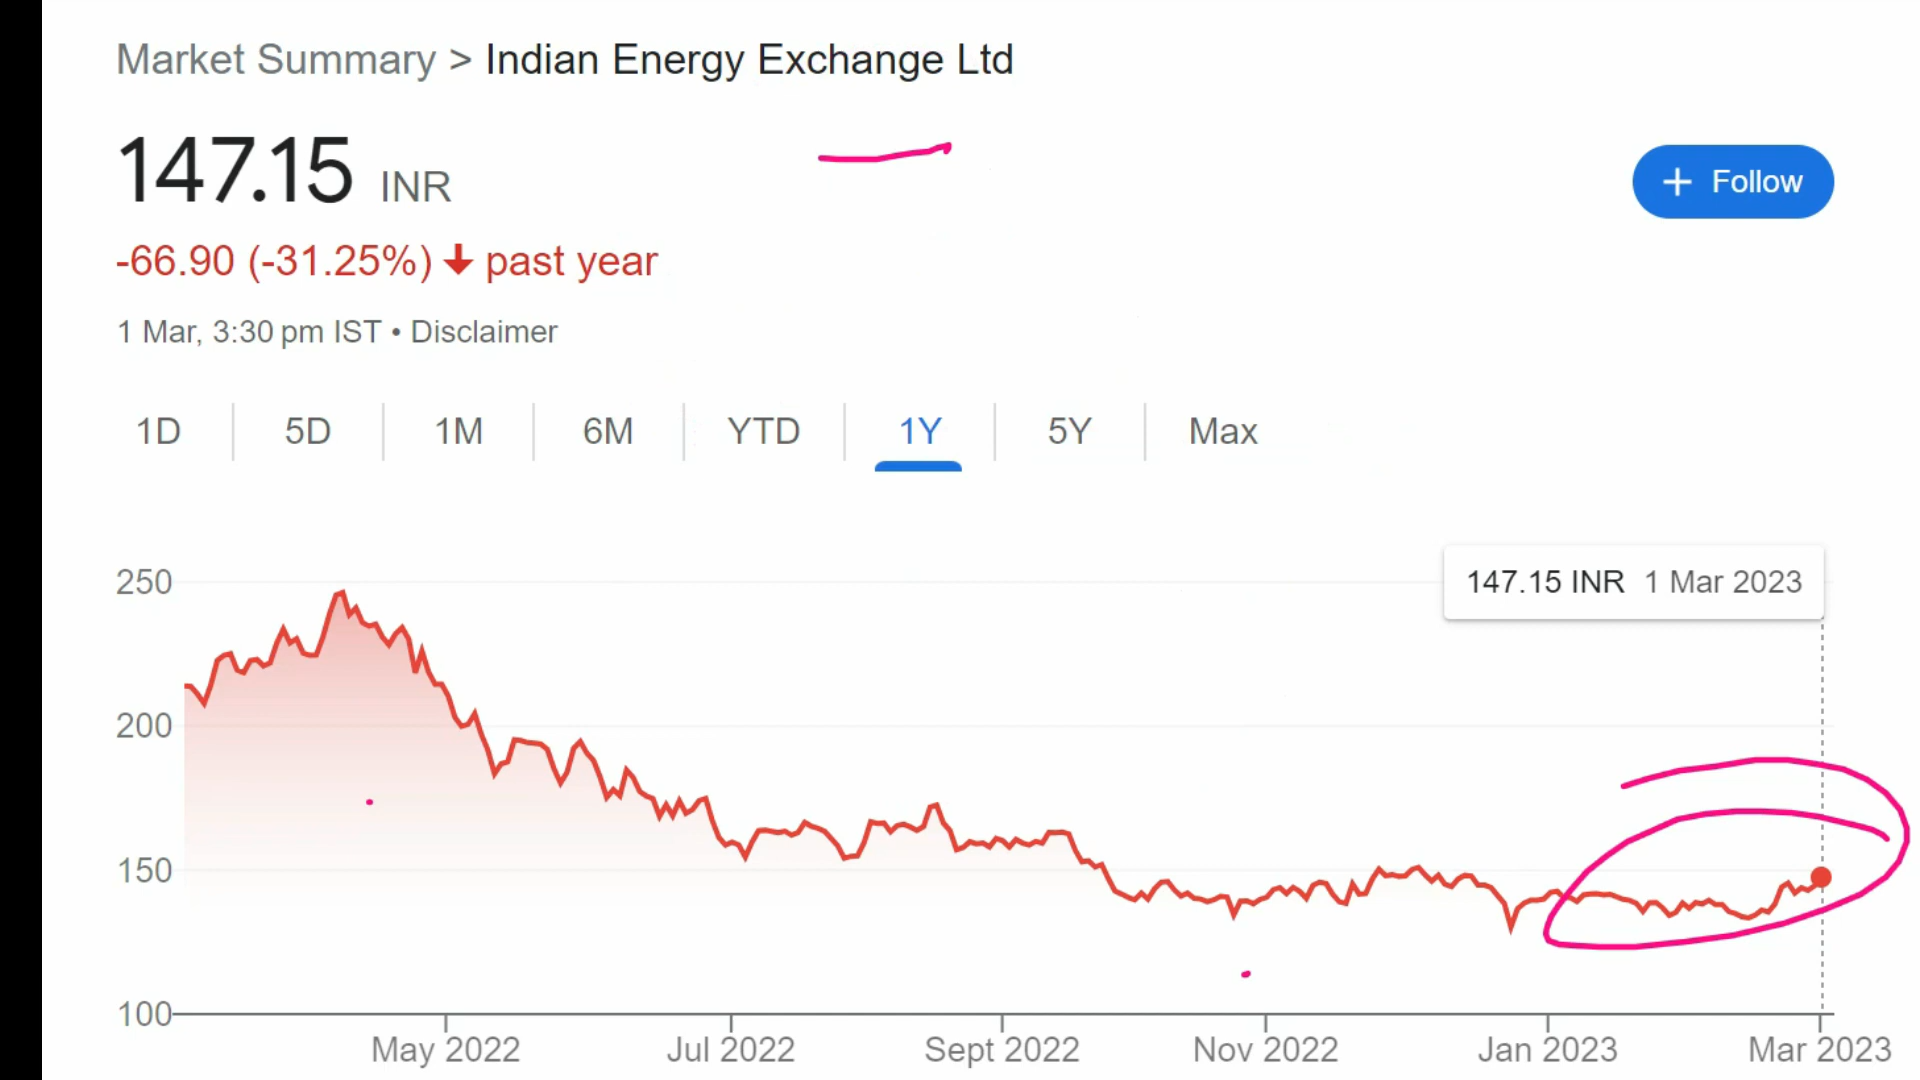 Market Summary > Indian Energy Exchange Ltd
147.15 INR
+ Follow
-66.90 (-31.25%) ↓ past year
1 Mar, 3:30 pm IST • Disclaimer
1D 5D 1M 6M YTD 1Y 5Y Max
147.15 INR 1 Mar 2023
250
200
150
100
May 2022 Jul 2022 Sept 2022 Nov 2022 Jan 2023 Mar 2023